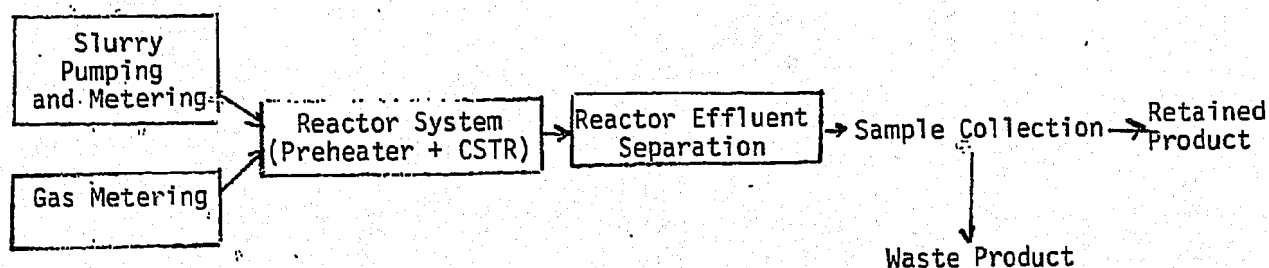 Slurry
Pumping
and Metering
Gas Metering
Reactor System
(Preheater + CSTR)
Reactor Effluent
Separation
Sample Collection
Retained
Product
Waste Product